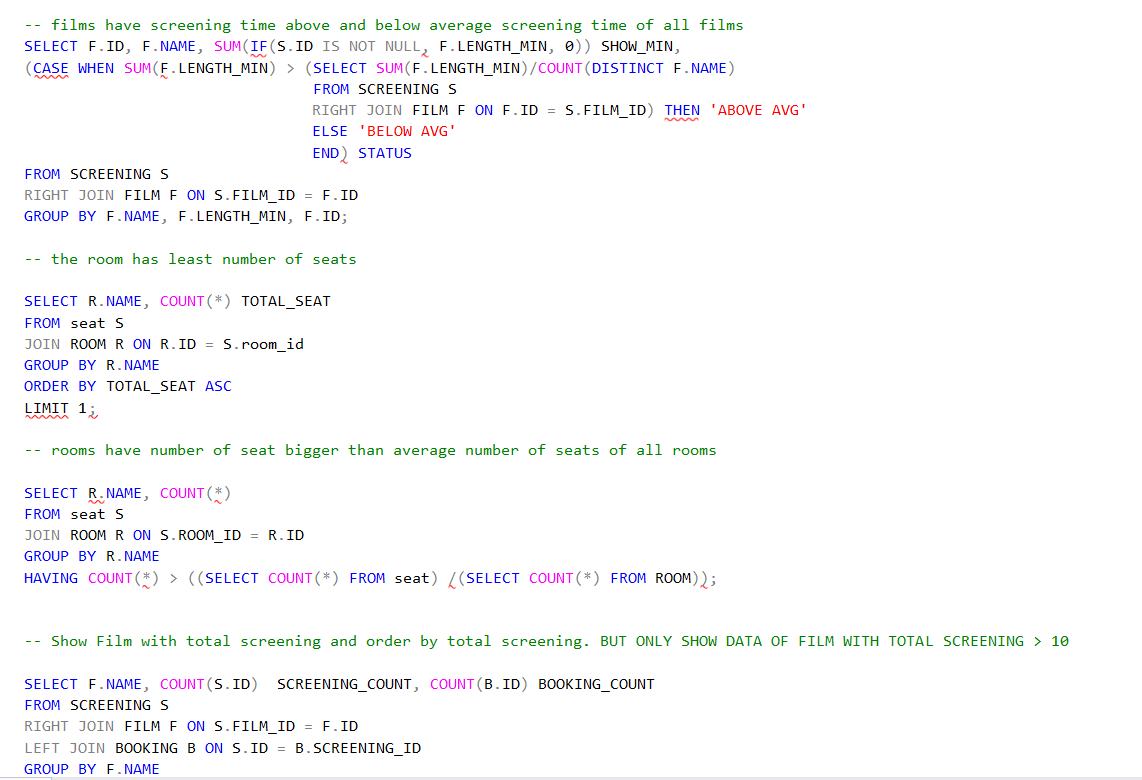 -- films have screening time above and below average screening time of all films
SELECT F.ID, F.NAME, SUM(IF(S.ID IS NOT NULL, F.LENGTH_MIN, 0)) SHOW_MIN,
(CASE WHEN SUM(F.LENGTH_MIN) > (SELECT SUM(F.LENGTH_MIN)/COUNT(DISTINCT F.NAME)
FROM SCREENING S
RIGHT JOIN FILM F ON F.ID = S.FILM_ID) THEN 'ABOVE AVG'
ELSE 'BELOW AVG'
END) STATUS
FROM SCREENING S
RIGHT JOIN FILM F ON S.FILM_ID = F.ID
GROUP BY F.NAME, F.LENGTH_MIN, F.ID;
-- the room has least number of seats
SELECT R.NAME, COUNT(*) TOTAL_SEAT
FROM seat S
JOIN ROOM R ON R.ID = S.room_id
GROUP BY R.NAME
ORDER BY TOTAL_SEAT ASC
LIMIT 1;
-- rooms have number of seat bigger than average number of seats of all rooms
SELECT R.NAME, COUNT(*)
FROM seat S
JOIN ROOM R ON S.ROOM_ID = R.ID
GROUP BY R.NAME
HAVING COUNT(*) > ((SELECT COUNT(*) FROM seat) /(SELECT COUNT(*) FROM ROOM));
-- Show Film with total screening and order by total screening. BUT ONLY SHOW DATA OF FILM WITH TOTAL SCREENING > 10
SELECT F.NAME, COUNT(S.ID)  SCREENING_COUNT, COUNT(B.ID) BOOKING_COUNT
FROM SCREENING S
RIGHT JOIN FILM F ON S.FILM_ID = F.ID
LEFT JOIN BOOKING B ON S.ID = B.SCREENING_ID
GROUP BY F.NAME